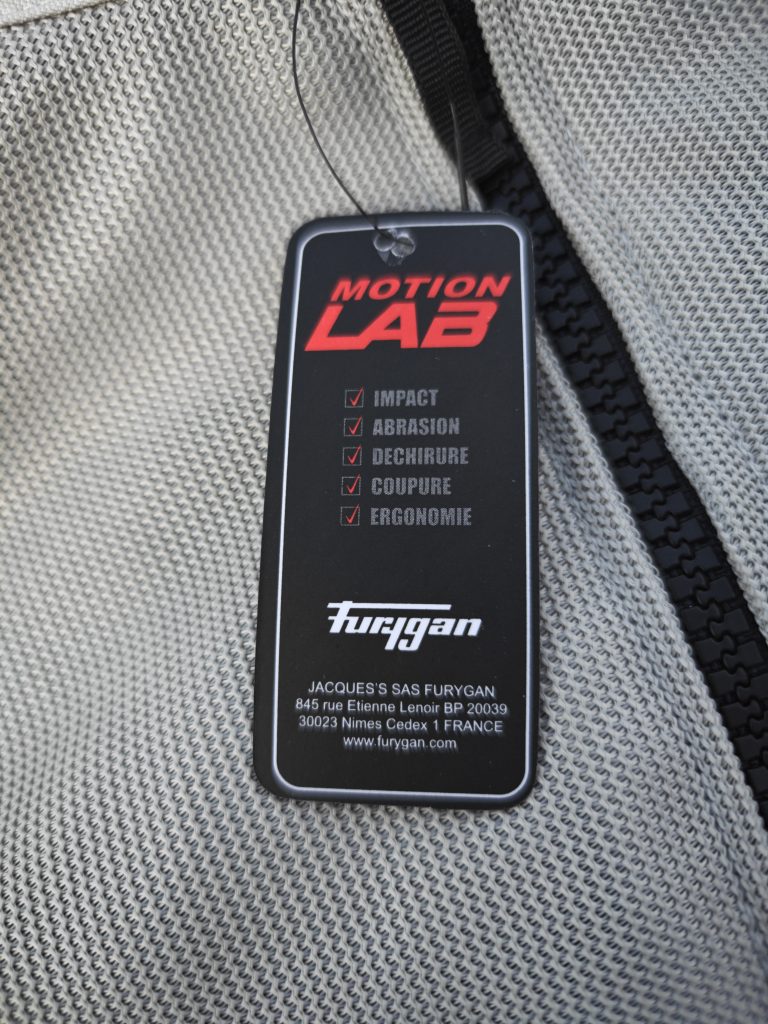 MOTION
LAB
IMPACT
ABRASION
DECHIRURE
COUPURE
ERGONOMIE
furygan
JACQUES'S SAS FURYGAN
845 rue Etienne Lenoir BP 20039
30023 Nimes Cedex 1 FRANCE
www.furygan.com